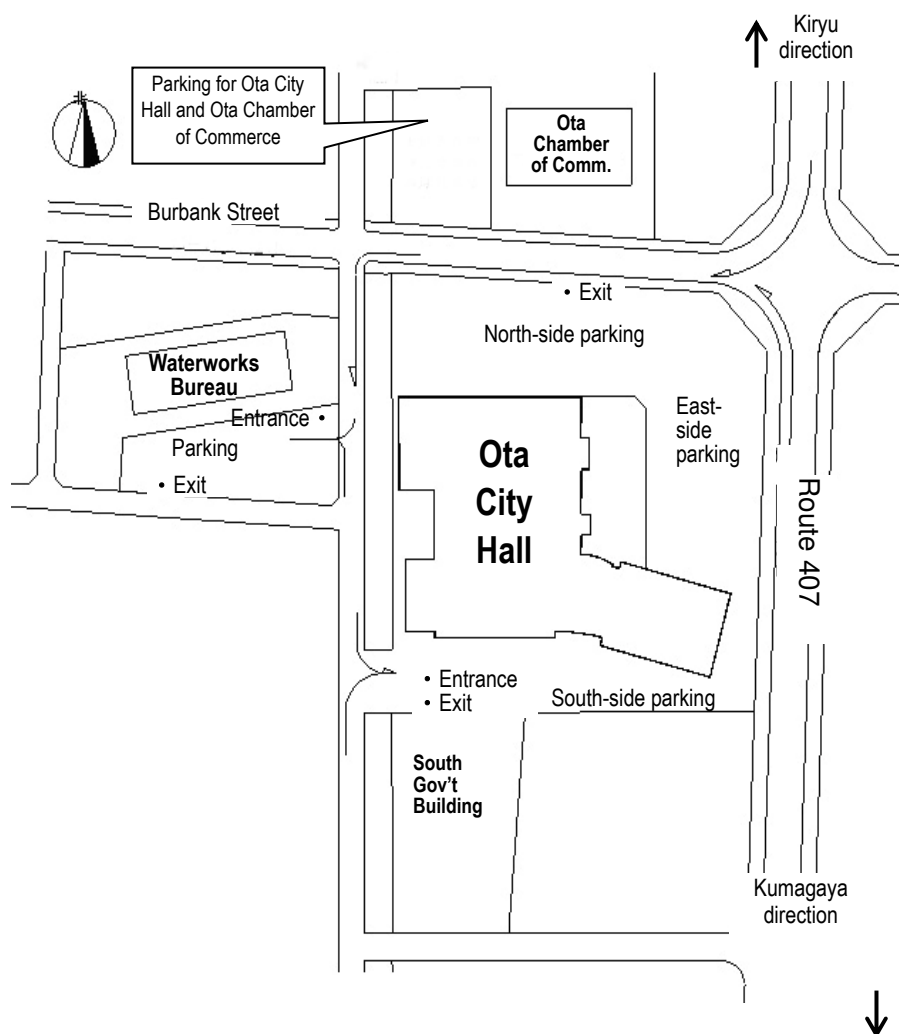 Kiryu
direction
Parking for Ota City
Hall and Ota Chamber
of Commerce
Ota
Chamber
of Comm.
Burbank Street
• Exit
North-side parking
Waterworks
Bureau
Entrance •
Parking
• Exit
East-
side
parking
Ota
City
Hall
Route 407
• Entrance
• Exit
South-side parking
South
Gov't
Building
Kumagaya
direction